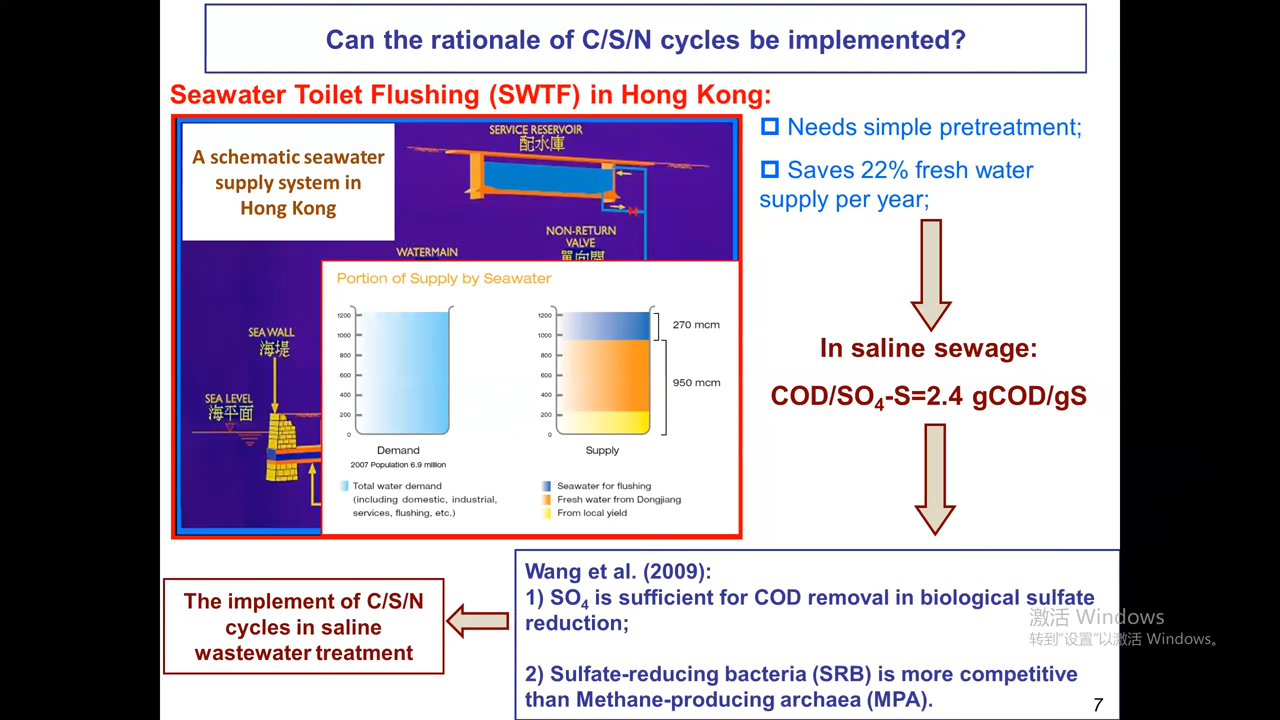 Can the rationale of C/S/N cycles be implemented?
Seawater Toilet Flushing (SWTF) in Hong Kong:
A schematic seawater
supply system in
Hong Kong
SERVICE RESERVOIR
配水庫
NON-RETURN
VALVE
單向閥
WATERMAIN
SEA WALL
海堤
SEA LEVEL
海平面
Portion of Supply by Seawater
1200
1000
800
600
400
200
0
Demand
2007 Population 6.9 million
Total water demand
(including domestic, industrial,
services, flushing, etc.)
1200
1000
800
600
400
200
0
270 mcm
950 mcm
Supply
Seawater for flushing
Fresh water from Dongjiang
From local yield
Needs simple pretreatment;
Saves 22% fresh water
supply per year;
In saline sewage:
COD/SO₄-S=2.4 gCOD/gS
Wang et al. (2009):
1) SO₄ is sufficient for COD removal in biological sulfate
reduction;
2) Sulfate-reducing bacteria (SRB) is more competitive
than Methane-producing archaea (MPA).
The implement of C/S/N
cycles in saline
wastewater treatment
激活 Windows
转到"设置"以激活 Windows。
7